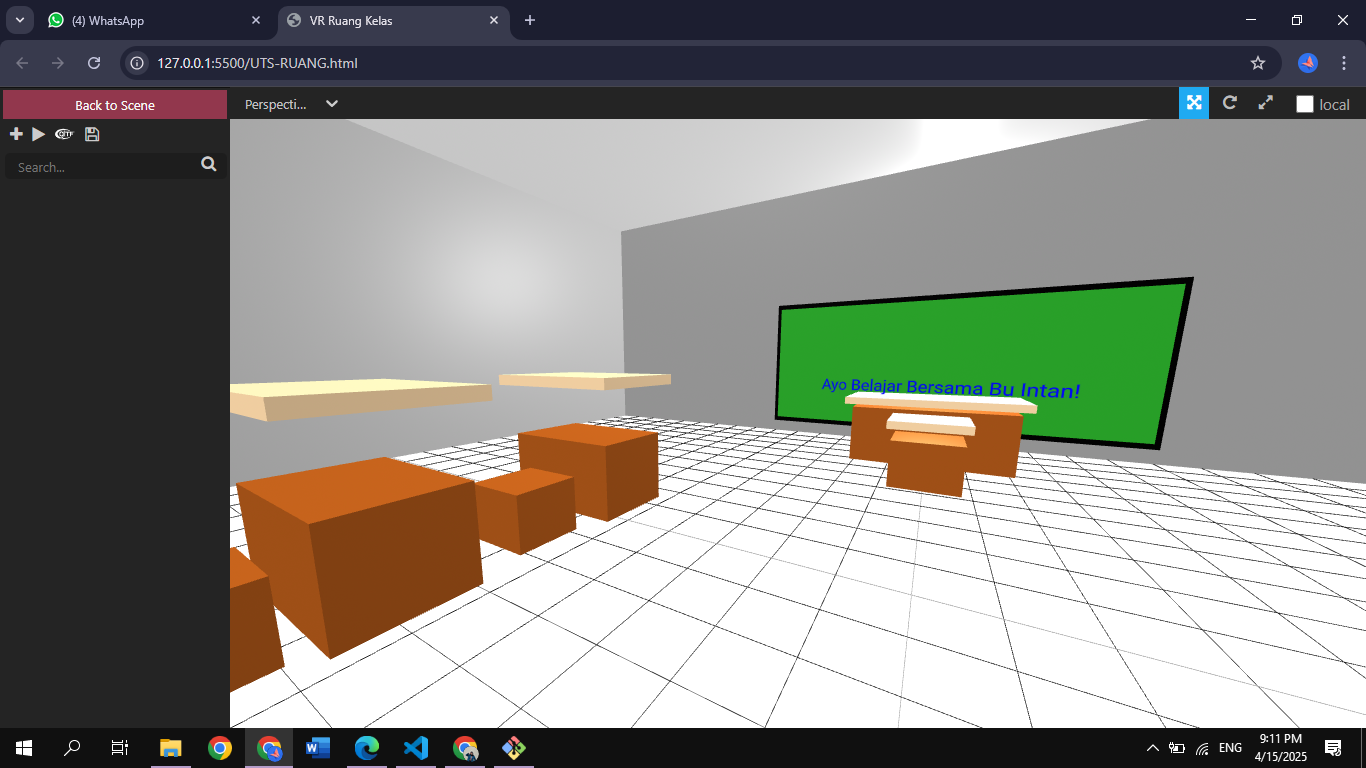 (4) WhatsApp
VR Ruang Kelas
127.0.0.1:5500/UTS-RUANG.html
Back to Scene
Perspecti...
local
glTF
Search...
Ayo Belajar Bersama Bu Intan!
ENG
9:11 PM
4/15/2025